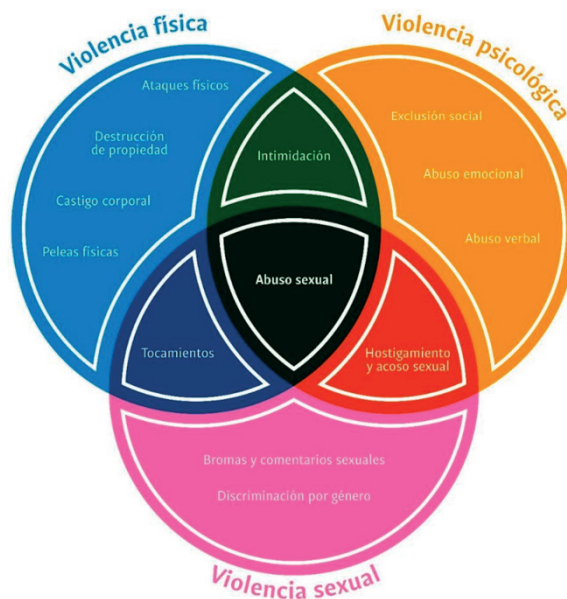 Violencia física
Violencia psicológica
Ataques físicos
Destrucción
de propiedad
Castigo corporal
Peleas físicas
Intimidación
Exclusión social
Abuso emocional
Abuso verbal
Abuso sexual
Tocamientos
Hostigamiento
y acoso sexual
Bromas y comentarios sexuales
Discriminación por género
Violencia sexual